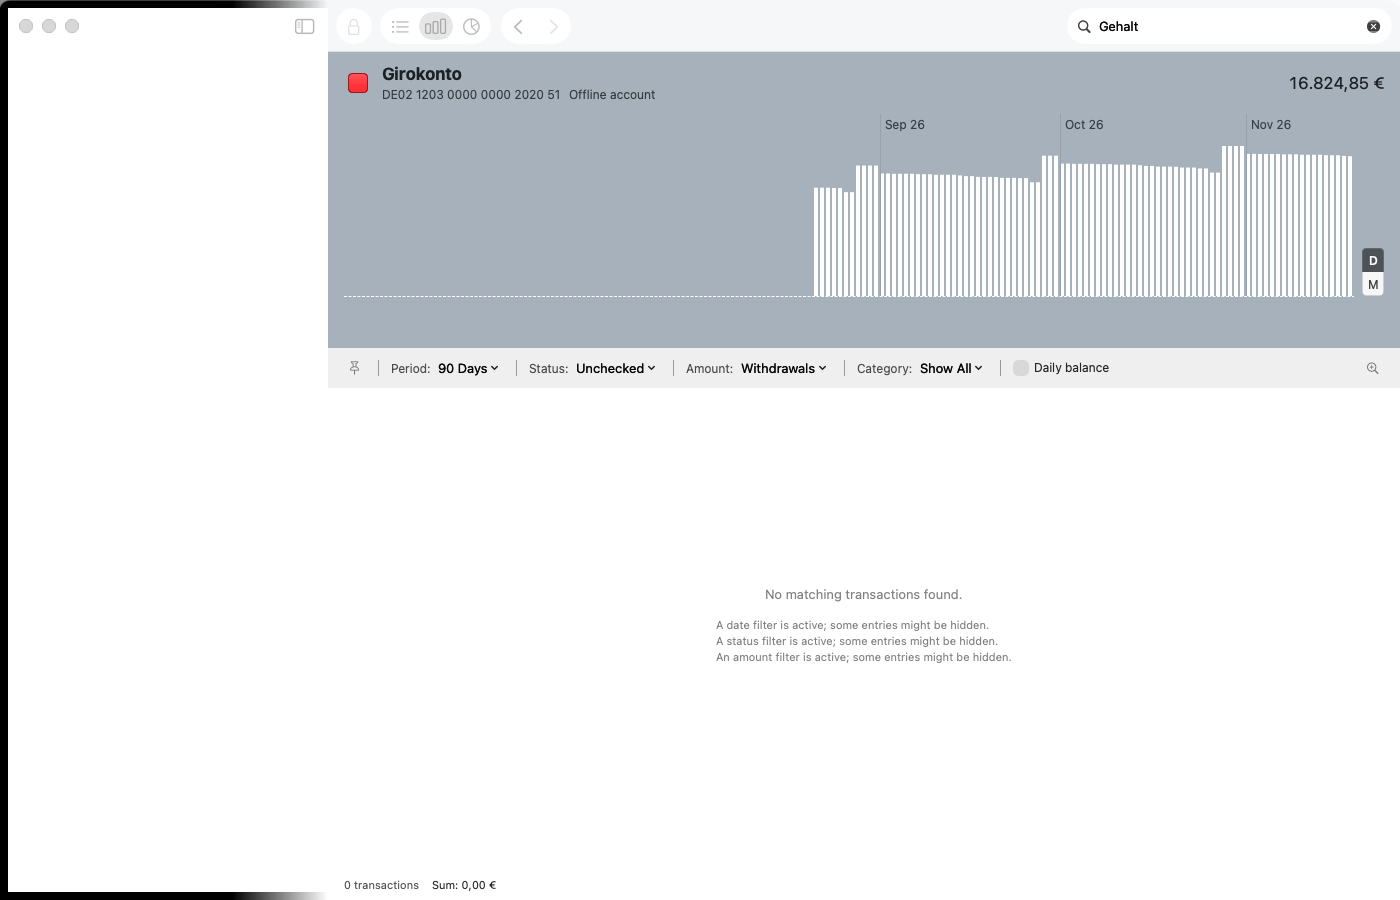 Gehalt
Girokonto
DE02 1203 0000 0000 2020 51 Offline account
16.824,85 €
Sep 26 Oct 26 Nov 26
D
M
Period: 90 Days Status: Unchecked Amount: Withdrawals Category: Show All Daily balance
No matching transactions found.
A date filter is active; some entries might be hidden.
A status filter is active; some entries might be hidden.
An amount filter is active; some entries might be hidden.
0 transactions Sum: 0,00 €